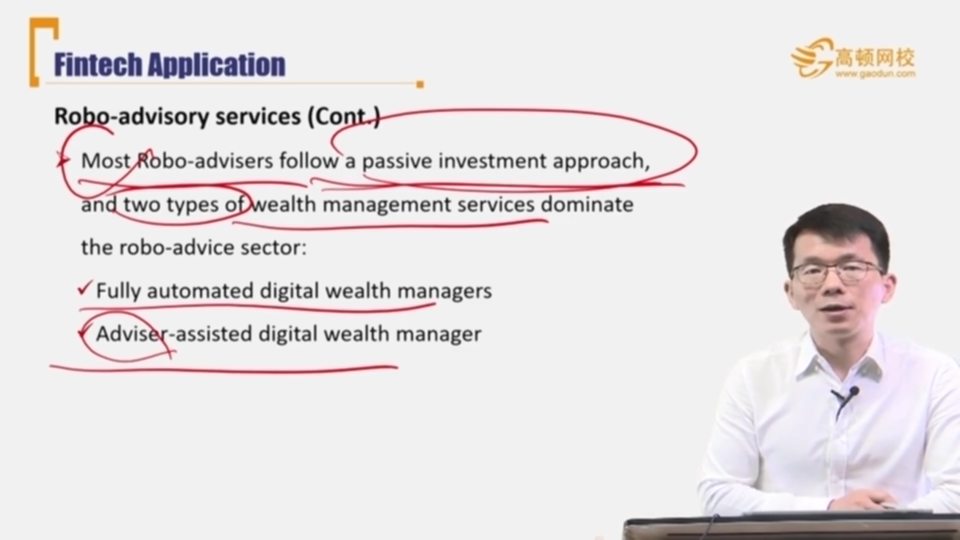 Fintech Application
高顿网校
www.gaodun.com
Robo-advisory services (Cont.)
Most Robo-advisers follow a passive investment approach,
and two types of wealth management services dominate
the robo-advice sector:
Fully automated digital wealth managers
Adviser-assisted digital wealth manager